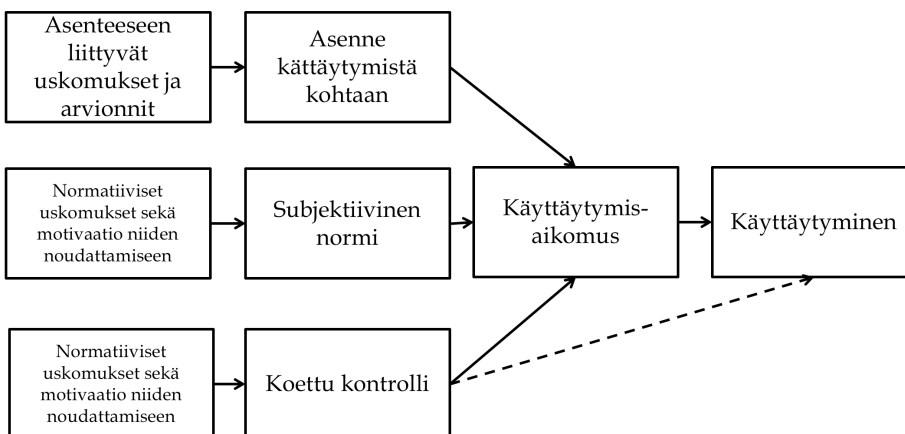 Asenteeseen
liittyvät
uskomukset ja
arvionnit
Asenne
kättäytymistä
kohtaan
Normatiiviset
uskomukset sekä
motivaatio niiden
noudattamiseen
Subjektiivinen
normi
Käyttäytymis-
aikomus
Käyttäytyminen
Normatiiviset
uskomukset sekä
motivaatio niiden
noudattamiseen
Koettu kontrolli